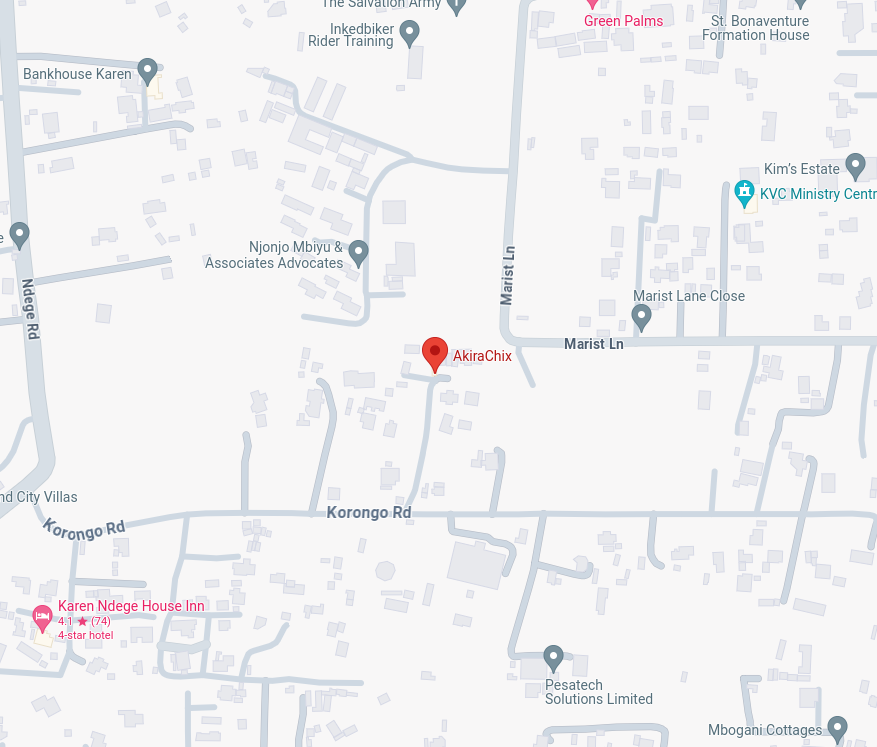 The Salvation Army
Green Palms
St. Bonaventure
Formation House
Inkedbiker
Rider Training
Bankhouse Karen
Kim's Estate
KVC Ministry Centr
e
Njonjo Mbiyu &
Associates Advocates
Marist Ln
Ndege Rd
Marist Lane Close
Marist Ln
AkiraChix
nd City Villas
Korongo Rd
Korongo Rd
Karen Ndege House Inn
4.1 ★ (74)
4-star hotel
Pesatech
Solutions Limited
Mbogani Cottages